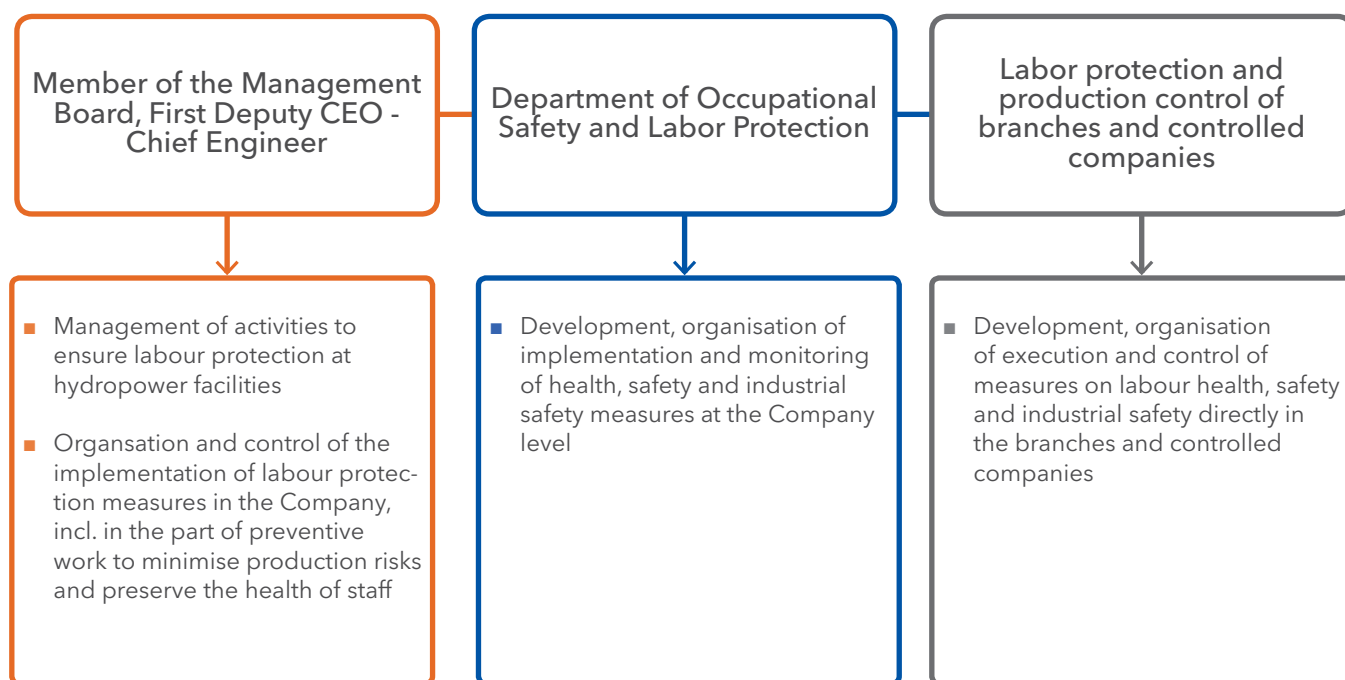 Member of the Management
Board, First Deputy CEO -
Chief Engineer
Department of Occupational
Safety and Labor Protection
Labor protection and
production control of
branches and controlled
companies
■ Management of activities to
ensure labour protection at
hydropower facilities
■ Organsation and control of the
implementation of labour protec-
tion measures in the Company,
incl. in the part of preventive
work to minimise production risks
and preserve the health of staff
■ Development, organisation of
implementation and monitoring
of health, safety and industrial
safety measures at the Company
level
■ Development, organisation
of execution and control of
measures on labour health, safety
and industrial safety directly in
the branches and controlled
companies